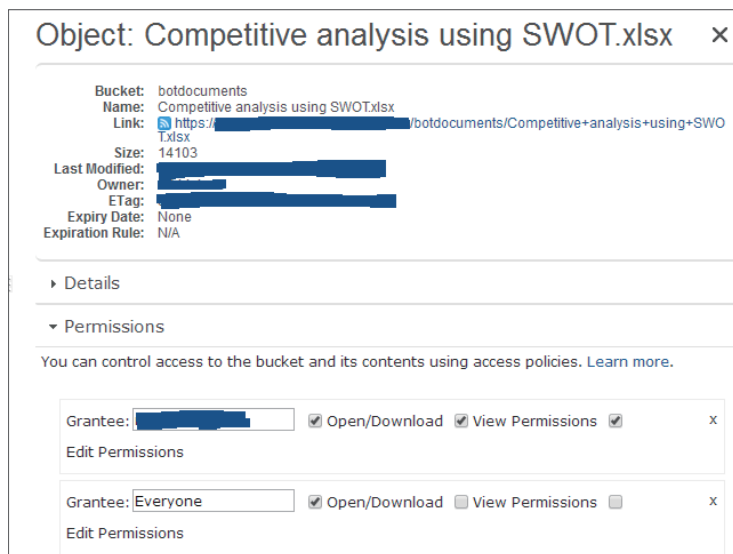 Object: Competitive analysis using SWOT.xlsx ×
Bucket: botdocuments
Name: Competitive analysis using SWOT.xlsx
Link: https:// /botdocuments/Competitive+analysis+using+SWO
T.xlsx
Size: 14103
Last Modified:
Owner:
ETag:
Expiry Date: None
Expiration Rule: N/A
Details
Permissions
You can control access to the bucket and its contents using access policies. Learn more.
Grantee: Open/Download View Permissions x
Edit Permissions
Grantee: Everyone Open/Download View Permissions x
Edit Permissions